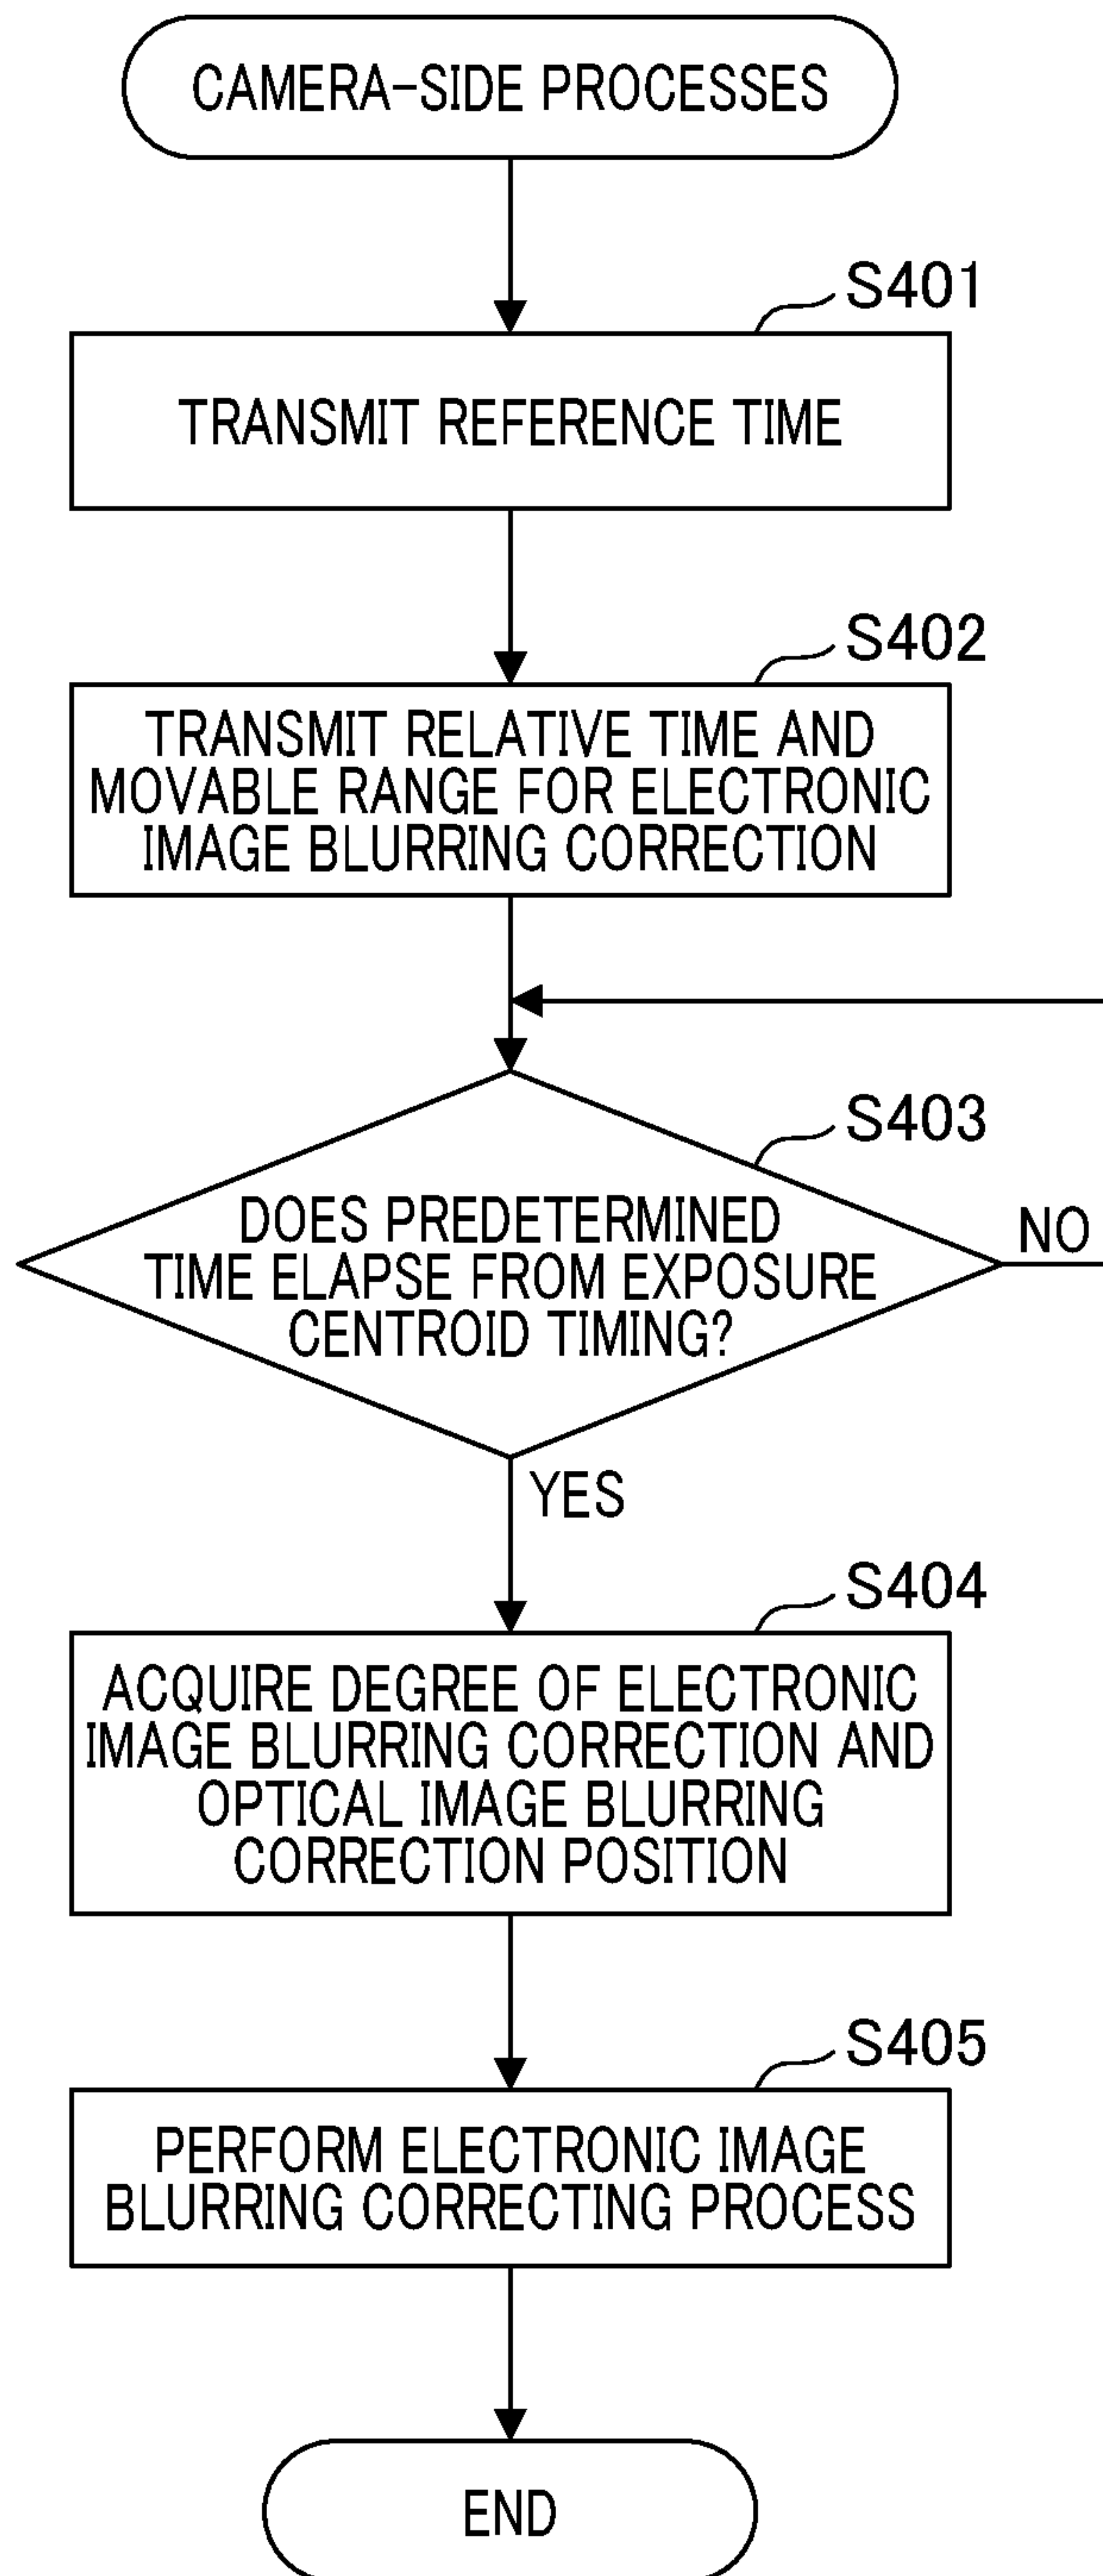 CAMERA-SIDE PROCESSES
S401
TRANSMIT REFERENCE TIME
S402
TRANSMIT RELATIVE TIME AND
MOVABLE RANGE FOR ELECTRONIC
IMAGE BLURRING CORRECTION
S403
DOES PREDETERMINED
TIME ELAPSE FROM EXPOSURE
CENTROID TIMING?
NO
YES
S404
ACQUIRE DEGREE OF ELECTRONIC
IMAGE BLURRING CORRECTION AND
OPTICAL IMAGE BLURRING
CORRECTION POSITION
S405
PERFORM ELECTRONIC IMAGE
BLURRING CORRECTING PROCESS
END